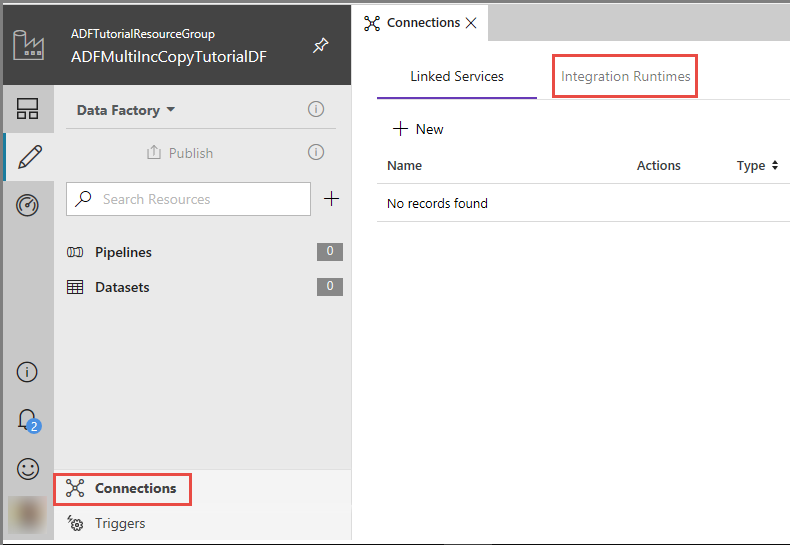 ADFTutorialResourceGroup
ADFMultiIncCopyTutorialDF
Data Factory
Publish
Search Resources
Pipelines 0
Datasets 0
2
Connections
Triggers
Connections
Linked Services Integration Runtimes
New
Name Actions Type
No records found